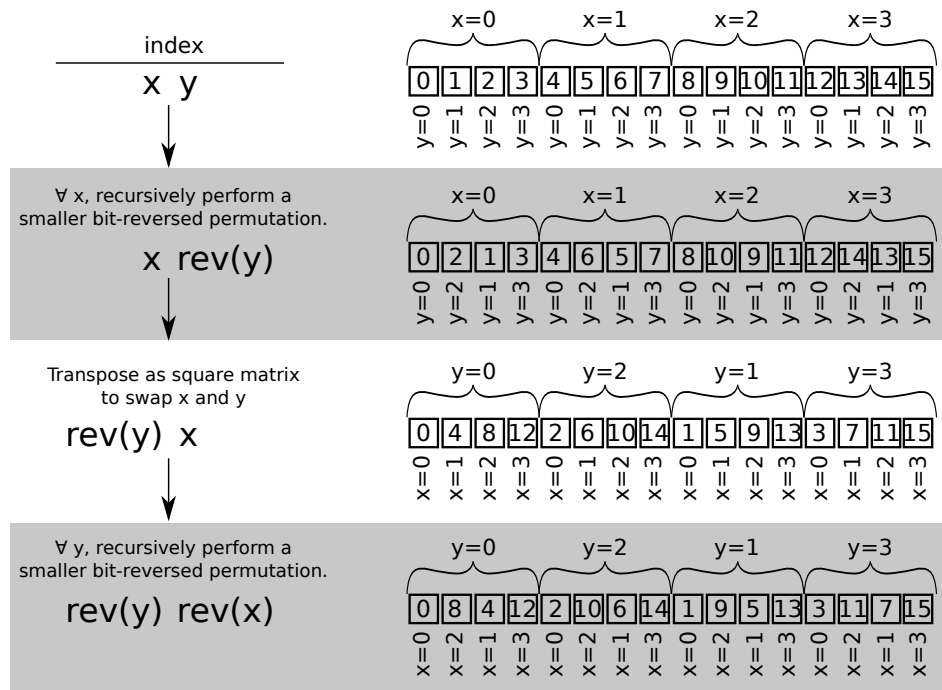 index
x y
x=0 x=1 x=2 x=3
0 1 2 3 4 5 6 7 8 9 10 11 12 13 14 15
y=0 y=1 y=2 y=3 y=0 y=1 y=2 y=3 y=0 y=1 y=2 y=3 y=0 y=1 y=2 y=3
∀ x, recursively perform a
smaller bit-reversed permutation.
x rev(y)
x=0 x=1 x=2 x=3
0 2 1 3 4 6 5 7 8 10 9 11 12 14 13 15
y=0 y=2 y=1 y=3 y=0 y=2 y=1 y=3 y=0 y=2 y=1 y=3 y=0 y=2 y=1 y=3
Transpose as square matrix
to swap x and y
rev(y) x
y=0 y=2 y=1 y=3
0 4 8 12 2 6 10 14 1 5 9 13 3 7 11 15
x=0 x=1 x=2 x=3 x=0 x=1 x=2 x=3 x=0 x=1 x=2 x=3 x=0 x=1 x=2 x=3
∀ y, recursively perform a
smaller bit-reversed permutation.
rev(y) rev(x)
y=0 y=2 y=1 y=3
0 8 4 12 2 10 6 14 1 9 5 13 3 11 7 15
x=0 x=2 x=1 x=3 x=0 x=2 x=1 x=3 x=0 x=2 x=1 x=3 x=0 x=2 x=1 x=3